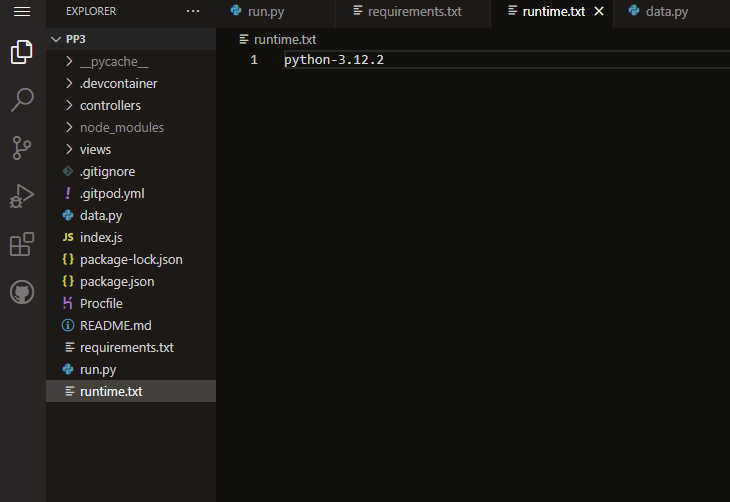 EXPLORER
PP3
__pycache__
.devcontainer
controllers
node_modules
views
.gitignore
.gitpod.yml
data.py
JS index.js
{} package-lock.json
{} package.json
Procfile
README.md
requirements.txt
run.py
runtime.txt
run.py requirements.txt runtime.txt data.py
runtime.txt
1 python-3.12.2